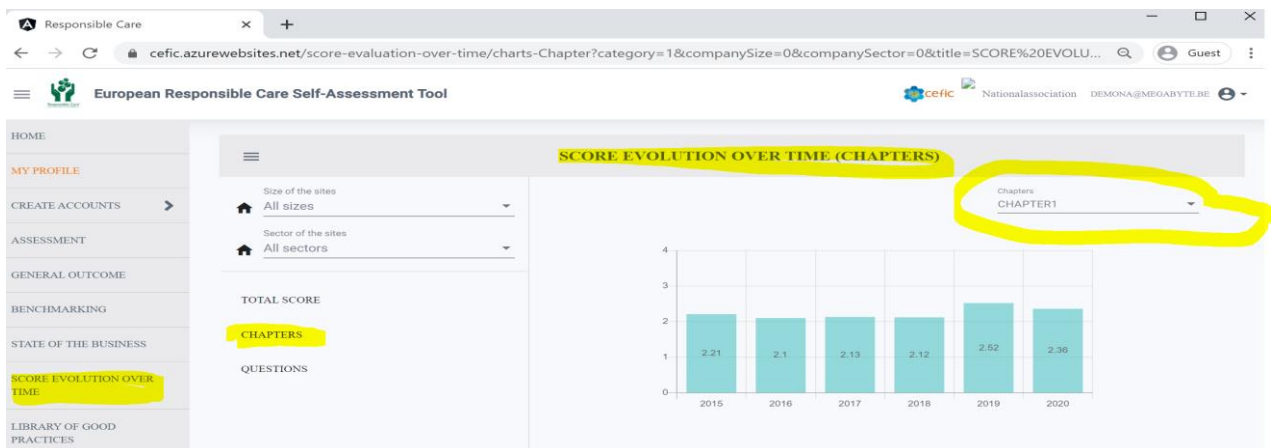 Responsible Care
cefic.azurewebsites.net/score-evaluation-over-time/charts-Chapter?category=1&companySize=0&companySector=0&title=SCORE%20EVOLU...
Guest
European Responsible Care Self-Assessment Tool
cefic
Nationalassociation
DEMONA@MEGABYTE.BE
HOME
MY PROFILE
CREATE ACCOUNTS
ASSESSMENT
GENERAL OUTCOME
BENCHMARKING
STATE OF THE BUSINESS
SCORE EVOLUTION OVER
TIME
LIBRARY OF GOOD
PRACTICES
SCORE EVOLUTION OVER TIME (CHAPTERS)
Size of the sites
All sizes
Sector of the sites
All sectors
TOTAL SCORE
CHAPTERS
QUESTIONS
Chapters
CHAPTER1
4
3
2
1
0
2.21
2.1
2.13
2.12
2.52
2.36
2015
2016
2017
2018
2019
2020